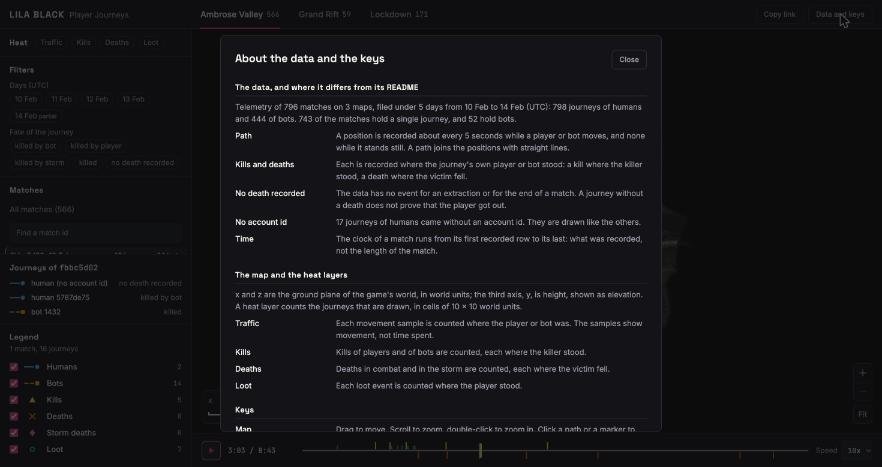 LILA BLACK Player Journeys
Ambrose Valley 566 Grand Rift 59 Lockdown 171
Copy link Data and keys
Heat Traffic Kills Deaths Loot
Filters
Days (UTC)
10 Feb 11 Feb 12 Feb 13 Feb
14 Feb partial
Fate of the journey
killed by bot killed by player
killed by storm killed no death recorded
Matches
All matches (566)
Find a match id
Journeys of fbbc5d02
human (no account id) no death recorded
human 5787de75 killed by bot
bot 1432 killed
Legend
1 match, 16 journeys
Humans 2
Bots 14
Kills 5
Deaths 8
Storm deaths 6
Loot 7
About the data and the keys
Close
The data, and where it differs from its README
Telemetry of 796 matches on 3 maps, filed under 5 days from 10 Feb to 14 Feb (UTC): 798 journeys of humans
and 444 of bots. 743 of the matches hold a single journey, and 52 hold bots.
Path A position is recorded about every 5 seconds while a player or bot moves, and none
while it stands still. A path joins the positions with straight lines.
Kills and deaths Each is recorded where the journey's own player or bot stood: a kill where the killer
stood, a death where the victim fell.
No death recorded The data has no event for an extraction or for the end of a match. A journey without
a death does not prove that the player got out.
No account id 17 journeys of humans came without an account id. They are drawn like the others.
Time The clock of a match runs from its first recorded row to its last: what was recorded,
not the length of the match.
The map and the heat layers
x and z are the ground plane of the game's world, in world units; the third axis, y, is height, shown as elevation.
A heat layer counts the journeys that are drawn, in cells of 10 × 10 world units.
Traffic Each movement sample is counted where the player or bot was. The samples show
movement, not time spent.
Kills Kills of players and of bots are counted, each where the killer stood.
Deaths Deaths in combat and in the storm are counted, each where the victim fell.
Loot Each loot event is counted where the player stood.
Keys
Map Drag to move. Scroll to zoom, double-click to zoom in. Click a path or a marker to
x
Fit
3:03 / 8:43
Speed 10x